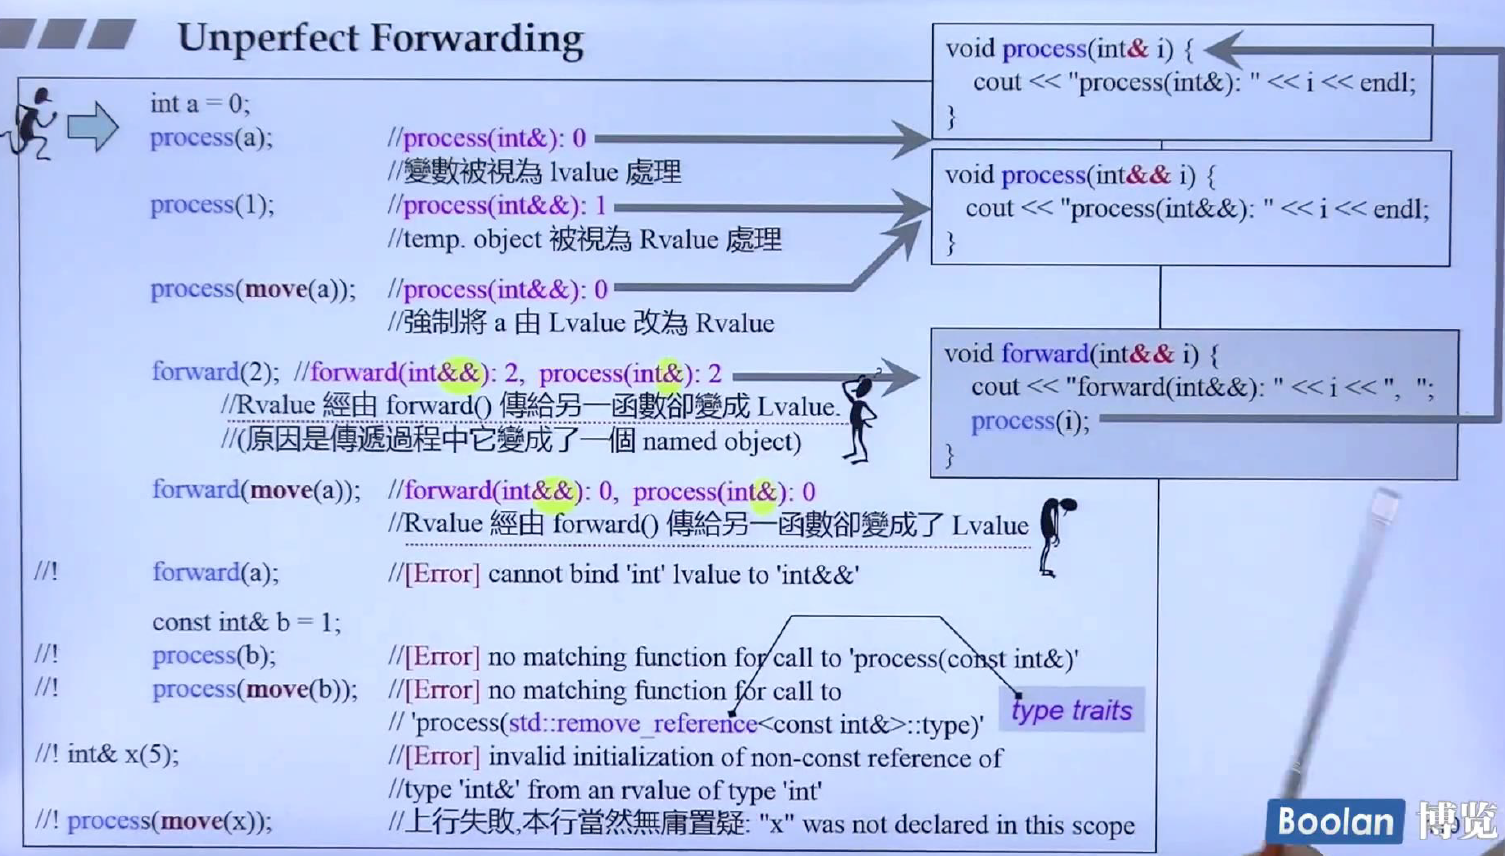 Unperfect Forwarding
int a = 0;
process(a); //process(int&): 0
//變數被視為 lvalue 處理
process(1); //process(int&&): 1
//temp. object 被視為 Rvalue 處理
process(move(a)); //process(int&&): 0
//強制將 a 由 Lvalue 改為 Rvalue
forward(2); //forward(int&&): 2, process(int&): 2
//Rvalue 經由 forward() 傳給另一函數卻變成 Lvalue.
//(原因是傳遞過程中它變成了一個 named object)
forward(move(a)); //forward(int&&): 0, process(int&): 0
//Rvalue 經由 forward() 傳給另一函數卻變成了 Lvalue
//! forward(a); //[Error] cannot bind 'int' lvalue to 'int&&'
const int& b = 1;
//! process(b); //[Error] no matching function for call to 'process(const int&)'
//! process(move(b)); //[Error] no matching function for call to
// 'process(std::remove_reference<const int&>::type)'
//! int& x(5); //[Error] invalid initialization of non-const reference of
//type 'int&' from an rvalue of type 'int'
//! process(move(x)); //上行失敗,本行當然無庸置疑: "x" was not declared in this scope
void process(int& i) {
cout << "process(int&): " << i << endl;
}
void process(int&& i) {
cout << "process(int&&): " << i << endl;
}
void forward(int&& i) {
cout << "forward(int&&): " << i << ", ";
process(i);
}
type traits
Boolan 博览